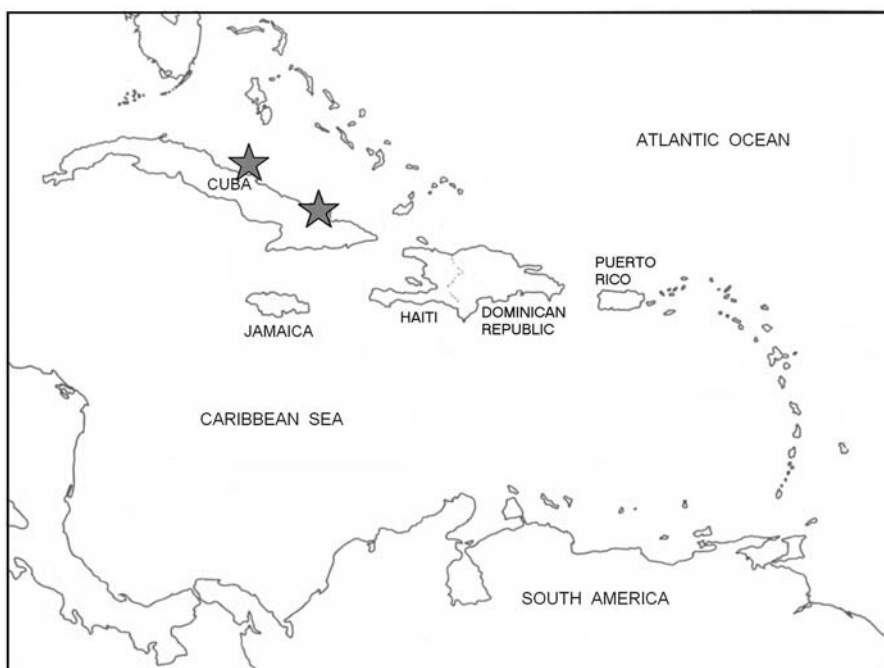 ATLANTIC OCEAN
CUBA
PUERTO
RICO
JAMAICA
HAITI
DOMINICAN
REPUBLIC
CARIBBEAN SEA
SOUTH AMERICA